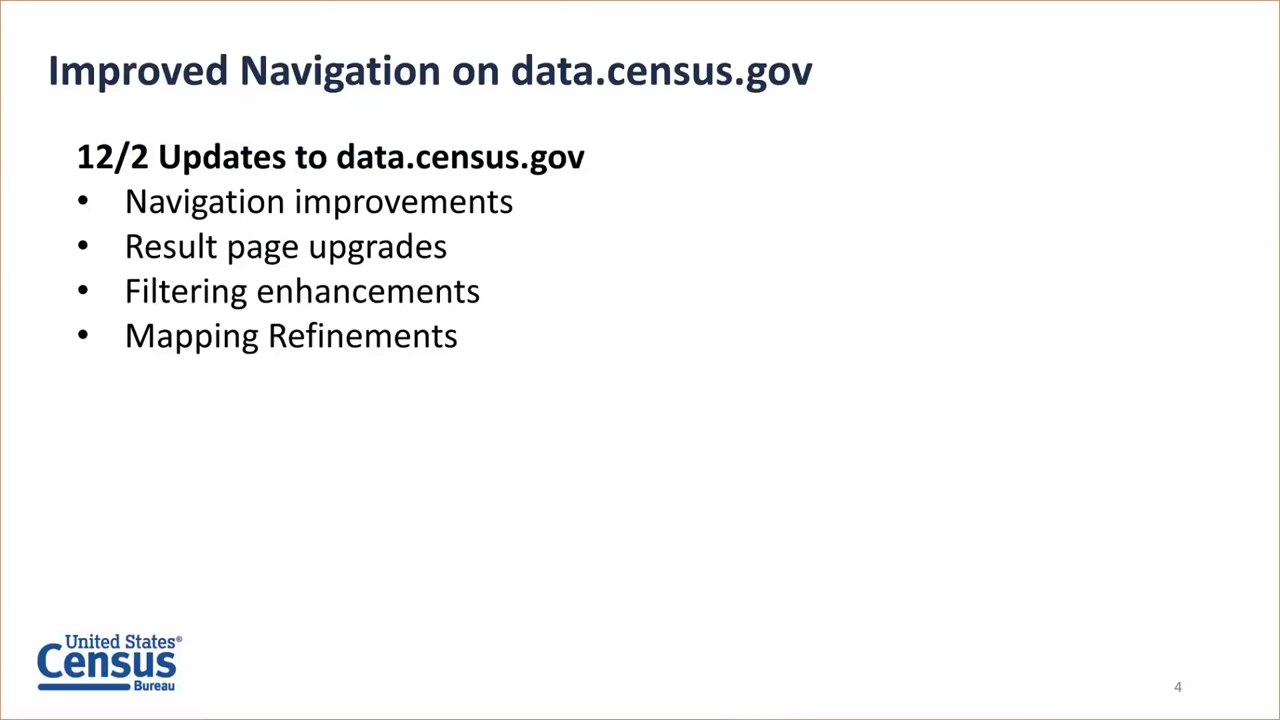 Improved Navigation on data.census.gov
12/2 Updates to data.census.gov
• Navigation improvements
• Result page upgrades
• Filtering enhancements
• Mapping Refinements
United States®
Census
Bureau
4